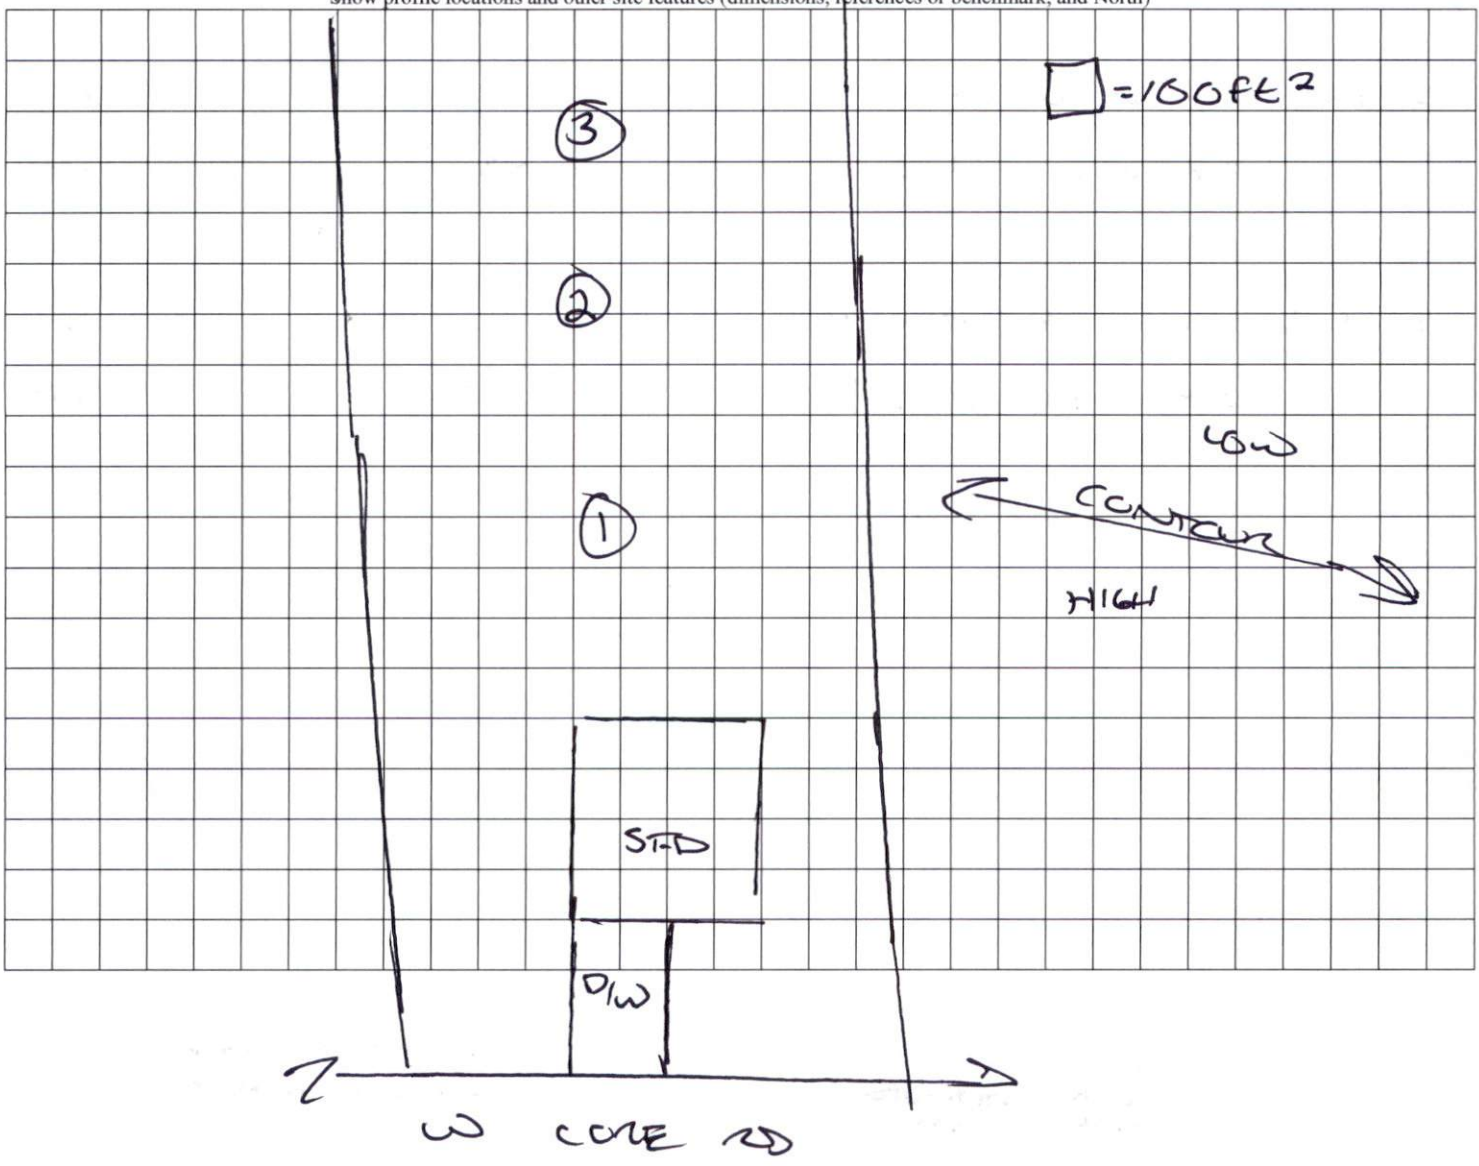 Show profile locations and other site features (dimensions, references or benchmark, and North)
=100ft²
3
2
LOW
CONTOUR
1
HIGH
SFD
D/W
W CORE RD